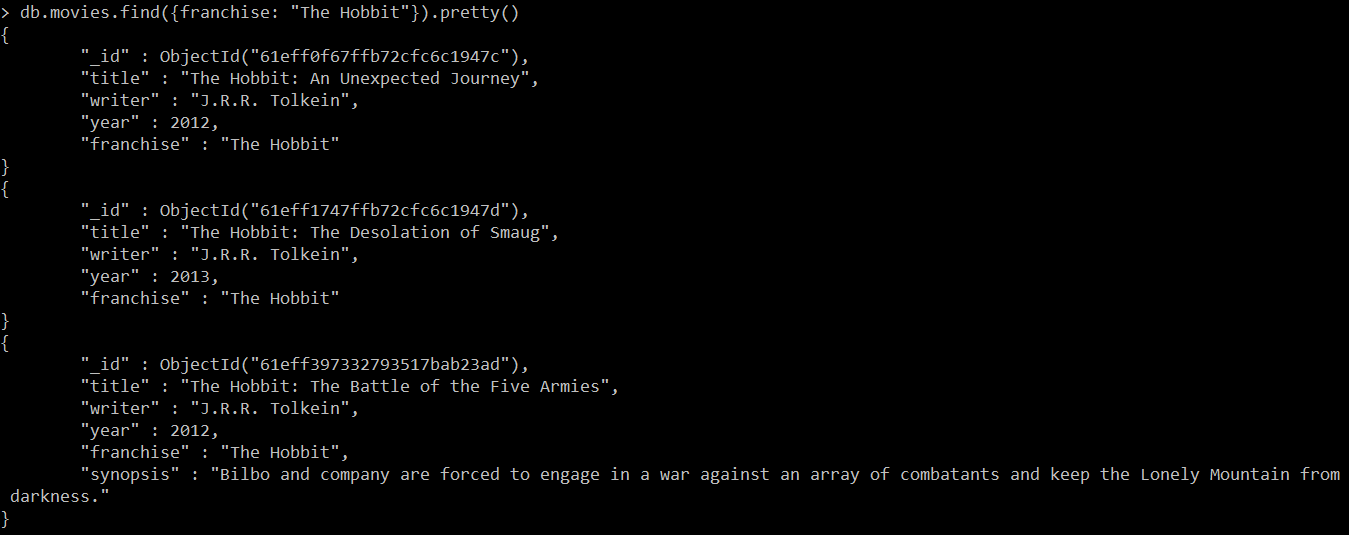 > db.movies.find({franchise: "The Hobbit"}).pretty()
{
        "_id" : ObjectId("61eff0f67ffb72cfc6c1947c"),
        "title" : "The Hobbit: An Unexpected Journey",
        "writer" : "J.R.R. Tolkein",
        "year" : 2012,
        "franchise" : "The Hobbit"
}
{
        "_id" : ObjectId("61eff1747ffb72cfc6c1947d"),
        "title" : "The Hobbit: The Desolation of Smaug",
        "writer" : "J.R.R. Tolkein",
        "year" : 2013,
        "franchise" : "The Hobbit"
}
{
        "_id" : ObjectId("61eff397332793517bab23ad"),
        "title" : "The Hobbit: The Battle of the Five Armies",
        "writer" : "J.R.R. Tolkein",
        "year" : 2012,
        "franchise" : "The Hobbit",
        "synopsis" : "Bilbo and company are forced to engage in a war against an array of combatants and keep the Lonely Mountain from
 darkness."
}